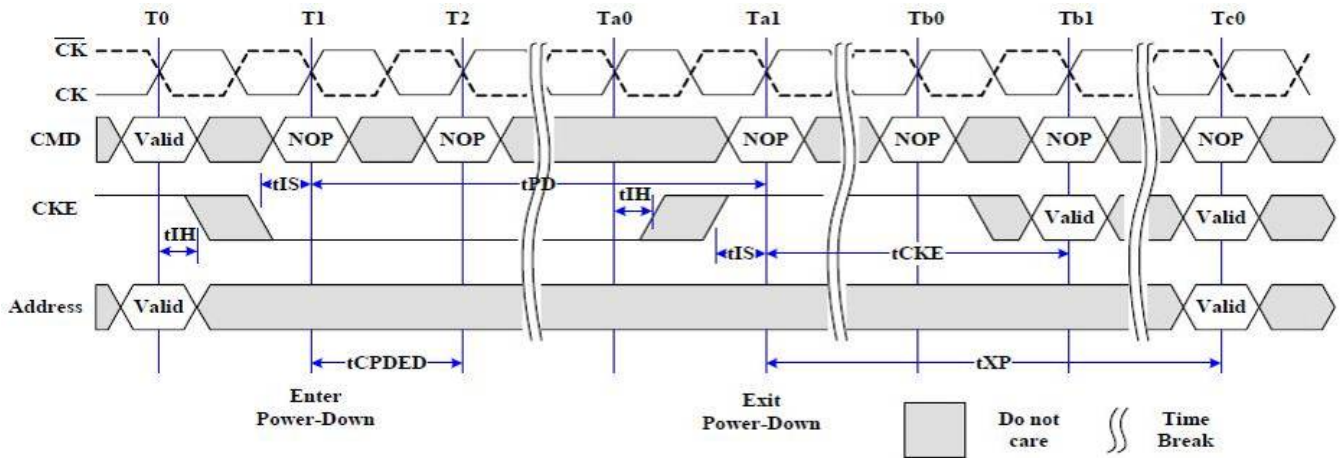 T0 T1 T2 Ta0 Ta1 Tb0 Tb1 Tc0
CK
CK
CMD Valid NOP NOP NOP NOP NOP NOP
tIS tPD
tIH
CKE Valid Valid
tIH
tIS tCKE
Address Valid Valid
tCPDED tXP
Enter
Power-Down
Exit
Power-Down
Do not
care
Time
Break